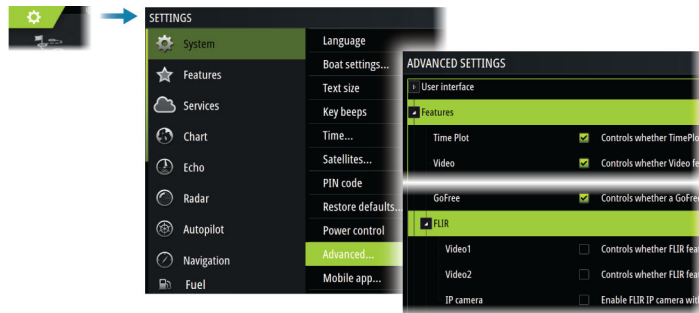 SETTINGS
System
Features
Services
Chart
Echo
Radar
Autopilot
Navigation
Fuel
Language
Boat settings...
Text size
Key beeps
Time...
Satellites...
PIN code
Restore defaults...
Power control
Advanced...
Mobile app...
ADVANCED SETTINGS
User interface
Features
Time Plot Controls whether TimePlo
Video Controls whether Video fe
GoFree Controls whether a GoFre
FLIR
Video1 Controls whether FLIR fea
Video2 Controls whether FLIR fea
IP camera Enable FLIR IP camera wit